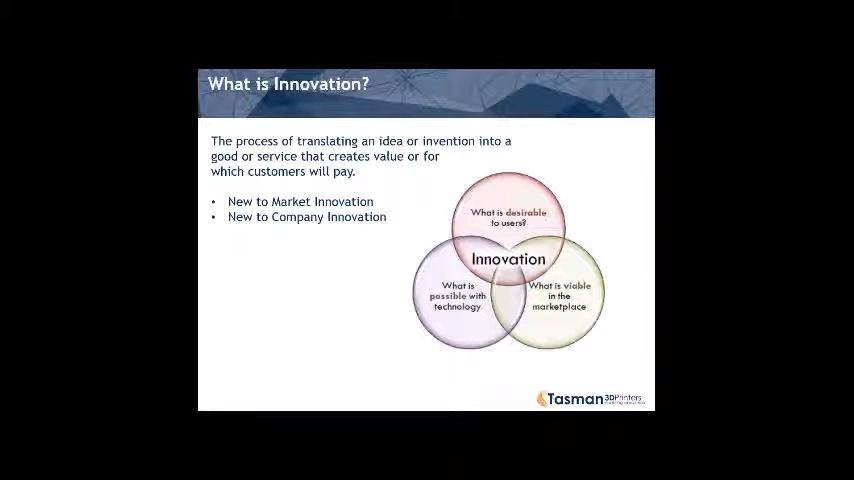 What is Innovation?
The process of translating an idea or invention into a
good or service that creates value or for
which customers will pay.
• New to Market Innovation
• New to Company Innovation
What is desirable
to users?
Innovation
What is
possible with
technology
What is viable
in the
marketplace
Tasman 3DPrinters